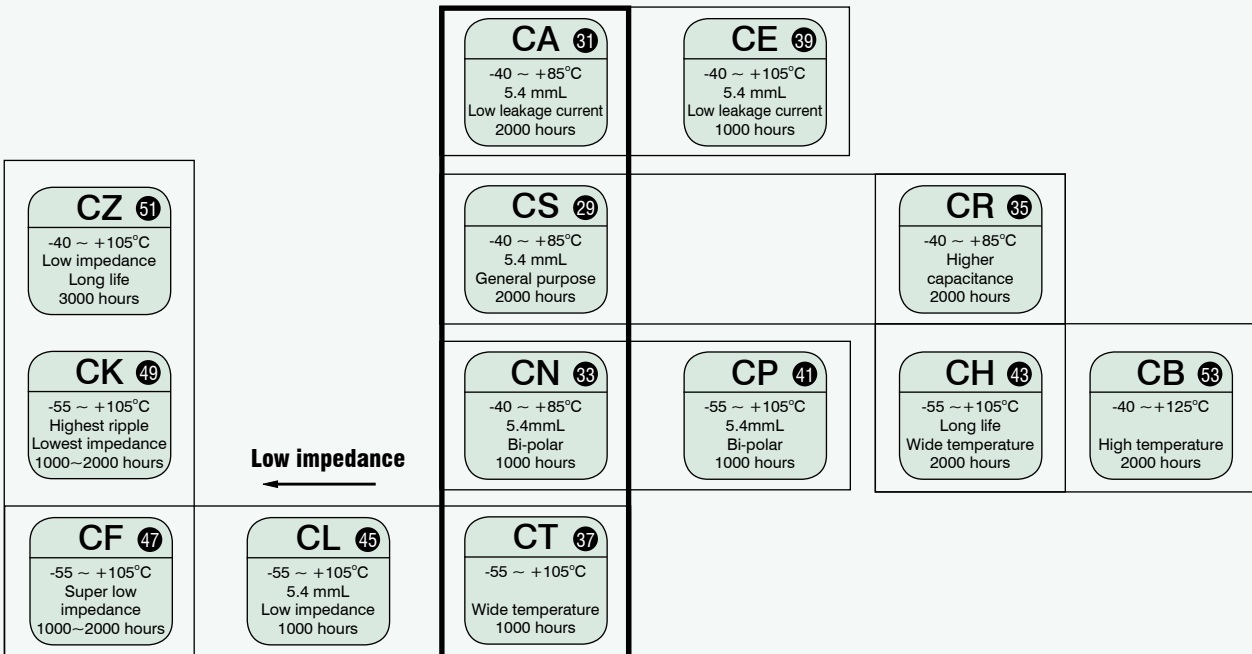 CA 31
-40 ~ +85°C
5.4 mmL
Low leakage current
2000 hours
CE 39
-40 ~ +105°C
5.4 mmL
Low leakage current
1000 hours
CZ 51
-40 ~ +105°C
Low impedance
Long life
3000 hours
CS 29
-40 ~ +85°C
5.4 mmL
General purpose
2000 hours
CR 35
-40 ~ +85°C
Higher
capacitance
2000 hours
CK 49
-55 ~ +105°C
Highest ripple
Lowest impedance
1000~2000 hours
Low impedance
CN 33
-40 ~ +85°C
5.4mmL
Bi-polar
1000 hours
CP 41
-55 ~ +105°C
5.4mmL
Bi-polar
1000 hours
CH 43
-55 ~+105°C
Long life
Wide temperature
2000 hours
CB 53
-40 ~+125°C
High temperature
2000 hours
CF 47
-55 ~ +105°C
Super low
impedance
1000~2000 hours
CL 45
-55 ~ +105°C
5.4 mmL
Low impedance
1000 hours
CT 37
-55 ~ +105°C
Wide temperature
1000 hours